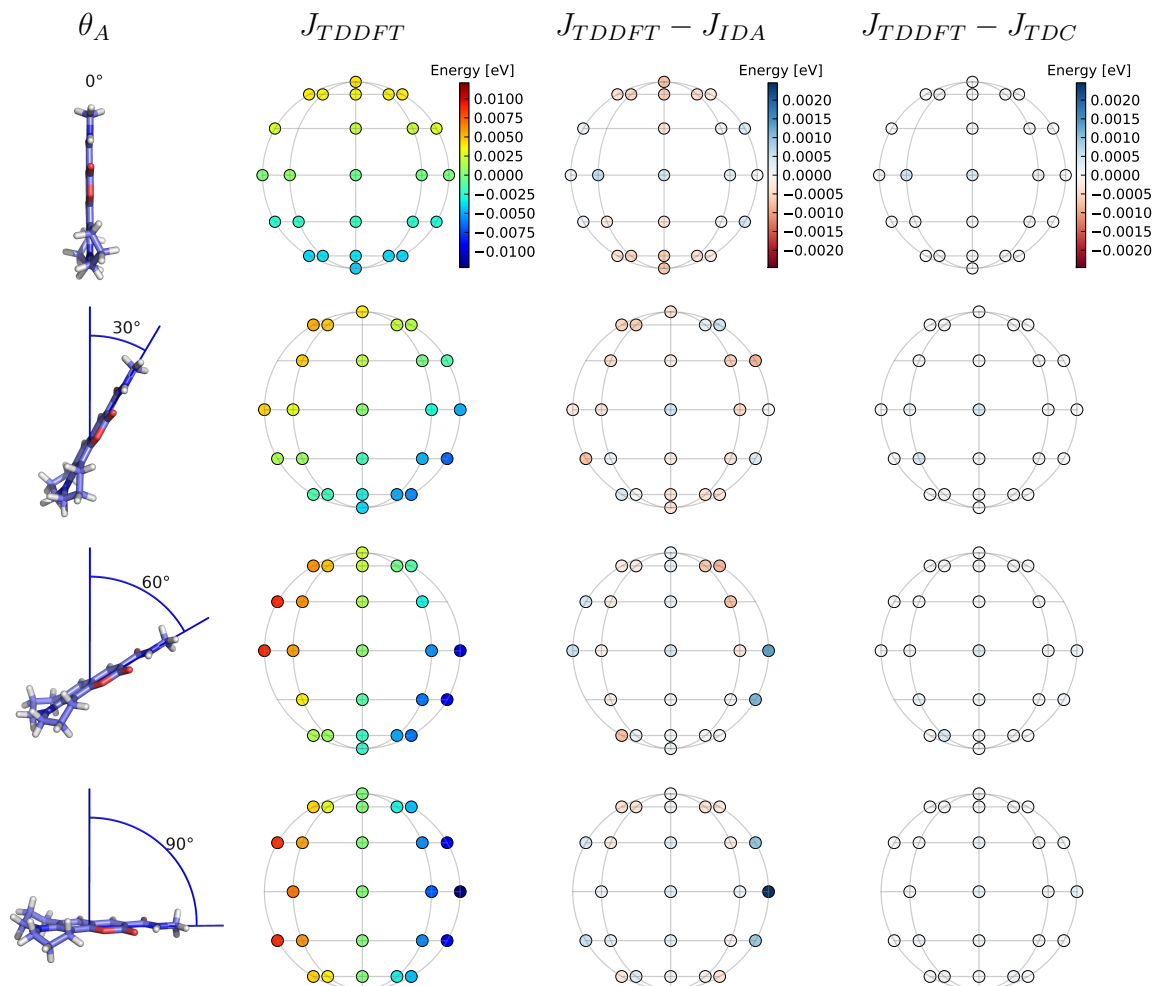 θ_A J_TDDFT J_TDDFT − J_IDA J_TDDFT − J_TDC
0° Energy [eV] Energy [eV] Energy [eV]
0.0100 0.0020 0.0020
0.0075 0.0015 0.0015
0.0050 0.0010 0.0010
0.0025 0.0005 0.0005
0.0000 0.0000 0.0000
−0.0025 −0.0005 −0.0005
−0.0050 −0.0010 −0.0010
−0.0075 −0.0015 −0.0015
−0.0100 −0.0020 −0.0020
30°
60°
90°